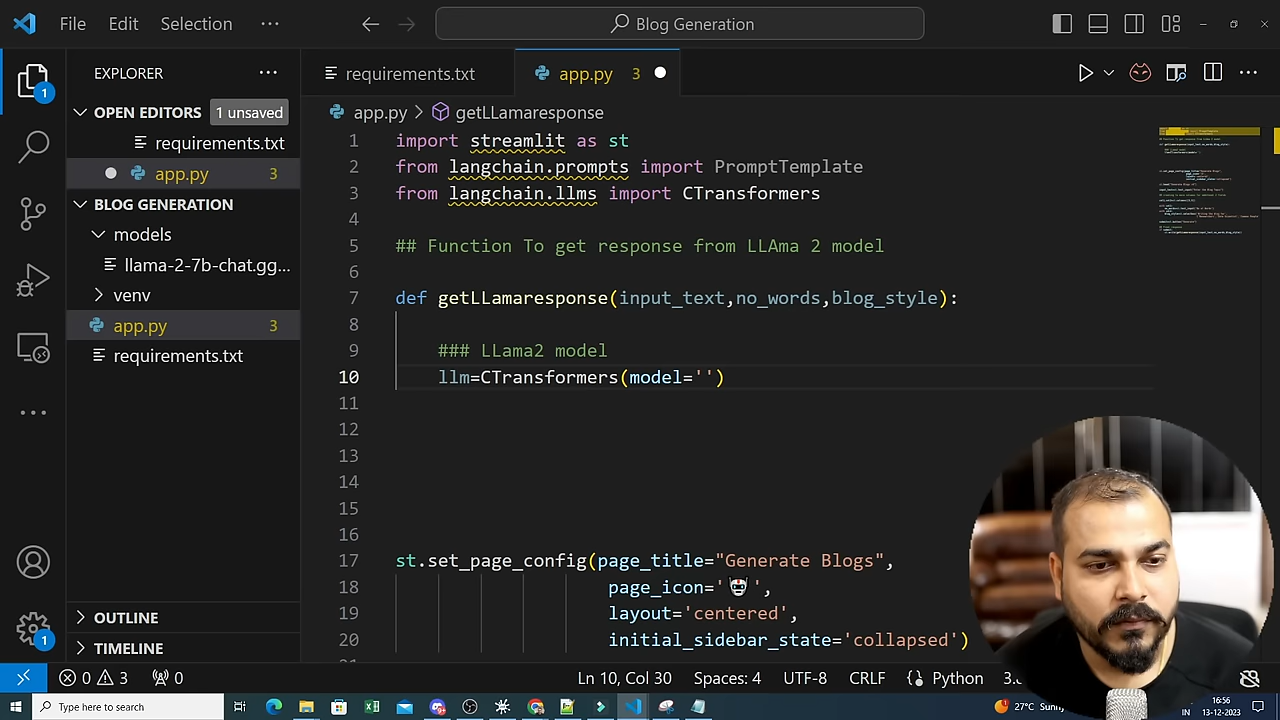 File Edit Selection ···
Blog Generation
EXPLORER ···
requirements.txt
app.py 3
OPEN EDITORS 1 unsaved
requirements.txt
app.py 3
BLOG GENERATION
models
llama-2-7b-chat.gg...
venv
app.py 3
requirements.txt
OUTLINE
TIMELINE
1
1
app.py > getLLamaresponse
1 import streamlit as st
2 from langchain.prompts import PromptTemplate
3 from langchain.llms import CTransformers
4
5 ## Function To get response from LLAma 2 model
6
7 def getLLamaresponse(input_text,no_words,blog_style):
8
9 ### LLama2 model
10 llm=CTransformers(model='')
11
12
13
14
15
16
17 st.set_page_config(page_title="Generate Blogs",
18 page_icon='🤖',
19 layout='centered',
20 initial_sidebar_state='collapsed')
0 3 0
Ln 10, Col 30 Spaces: 4 UTF-8 CRLF Python
Type here to search
27°C
16:56
IN 13-12-2023